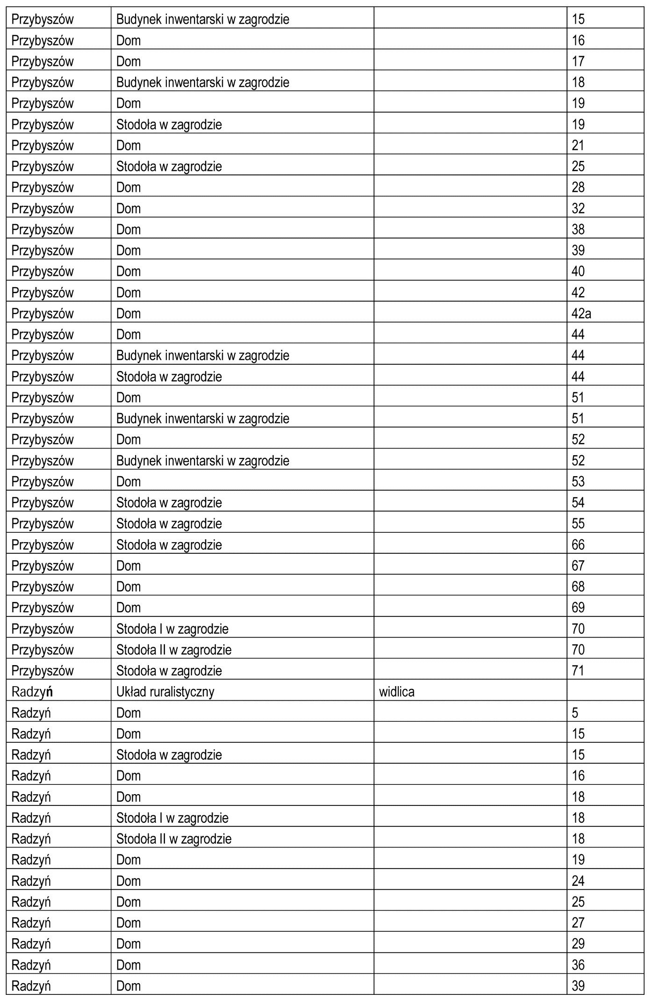 Przybyszów Budynek inwentarski w zagrodzie 15
Przybyszów Dom 16
Przybyszów Dom 17
Przybyszów Budynek inwentarski w zagrodzie 18
Przybyszów Dom 19
Przybyszów Stodoła w zagrodzie 19
Przybyszów Dom 21
Przybyszów Stodoła w zagrodzie 25
Przybyszów Dom 28
Przybyszów Dom 32
Przybyszów Dom 38
Przybyszów Dom 39
Przybyszów Dom 40
Przybyszów Dom 42
Przybyszów Dom 42a
Przybyszów Dom 44
Przybyszów Budynek inwentarski w zagrodzie 44
Przybyszów Stodoła w zagrodzie 44
Przybyszów Dom 51
Przybyszów Budynek inwentarski w zagrodzie 51
Przybyszów Dom 52
Przybyszów Budynek inwentarski w zagrodzie 52
Przybyszów Dom 53
Przybyszów Stodoła w zagrodzie 54
Przybyszów Stodoła w zagrodzie 55
Przybyszów Stodoła w zagrodzie 66
Przybyszów Dom 67
Przybyszów Dom 68
Przybyszów Dom 69
Przybyszów Stodoła I w zagrodzie 70
Przybyszów Stodoła II w zagrodzie 70
Przybyszów Stodoła w zagrodzie 71
Radzyń Układ ruralistyczny widlica
Radzyń Dom 5
Radzyń Dom 15
Radzyń Stodoła w zagrodzie 15
Radzyń Dom 16
Radzyń Dom 18
Radzyń Stodoła I w zagrodzie 18
Radzyń Stodoła II w zagrodzie 18
Radzyń Dom 19
Radzyń Dom 24
Radzyń Dom 25
Radzyń Dom 27
Radzyń Dom 29
Radzyń Dom 36
Radzyń Dom 39